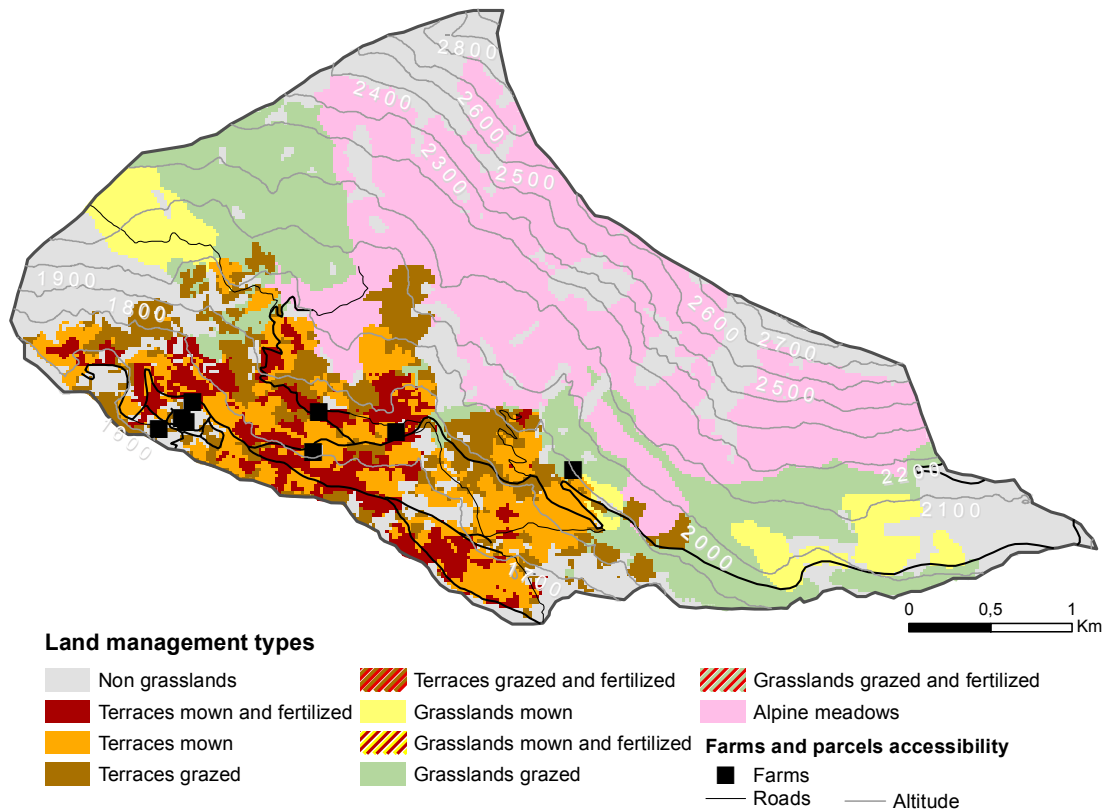 2800
2400
2600
2300
2500
1900
1800
2600
2700
2500
1600
2200
2100
2000
0 0,5 1
Km
Land management types
Non grasslands
Terraces mown and fertilized
Terraces mown
Terraces grazed
Terraces grazed and fertilized
Grasslands mown
Grasslands mown and fertilized
Grasslands grazed
Grasslands grazed and fertilized
Alpine meadows
Farms and parcels accessibility
Farms
Roads
Altitude